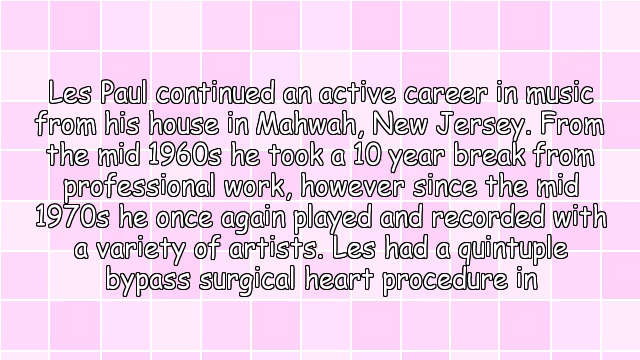 Les Paul continued an active career in music
from his house in Mahwah, New Jersey. From
the mid 1960s he took a 10 year break from
professional work, however since the mid
1970s he once again played and recorded with
a variety of artists. Les had a quintuple
bypass surgical heart procedure in